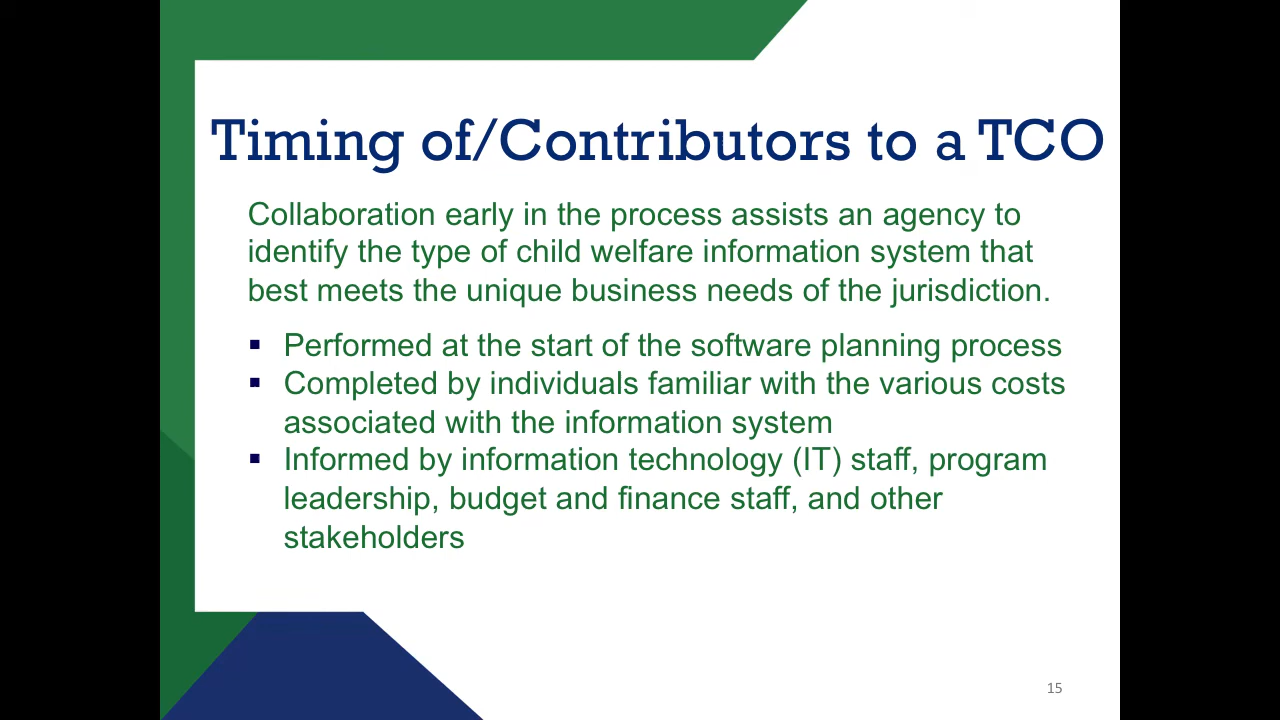 Timing of/Contributors to a TCO
Collaboration early in the process assists an agency to
identify the type of child welfare information system that
best meets the unique business needs of the jurisdiction.
▪ Performed at the start of the software planning process
▪ Completed by individuals familiar with the various costs
associated with the information system
▪ Informed by information technology (IT) staff, program
leadership, budget and finance staff, and other
stakeholders
15